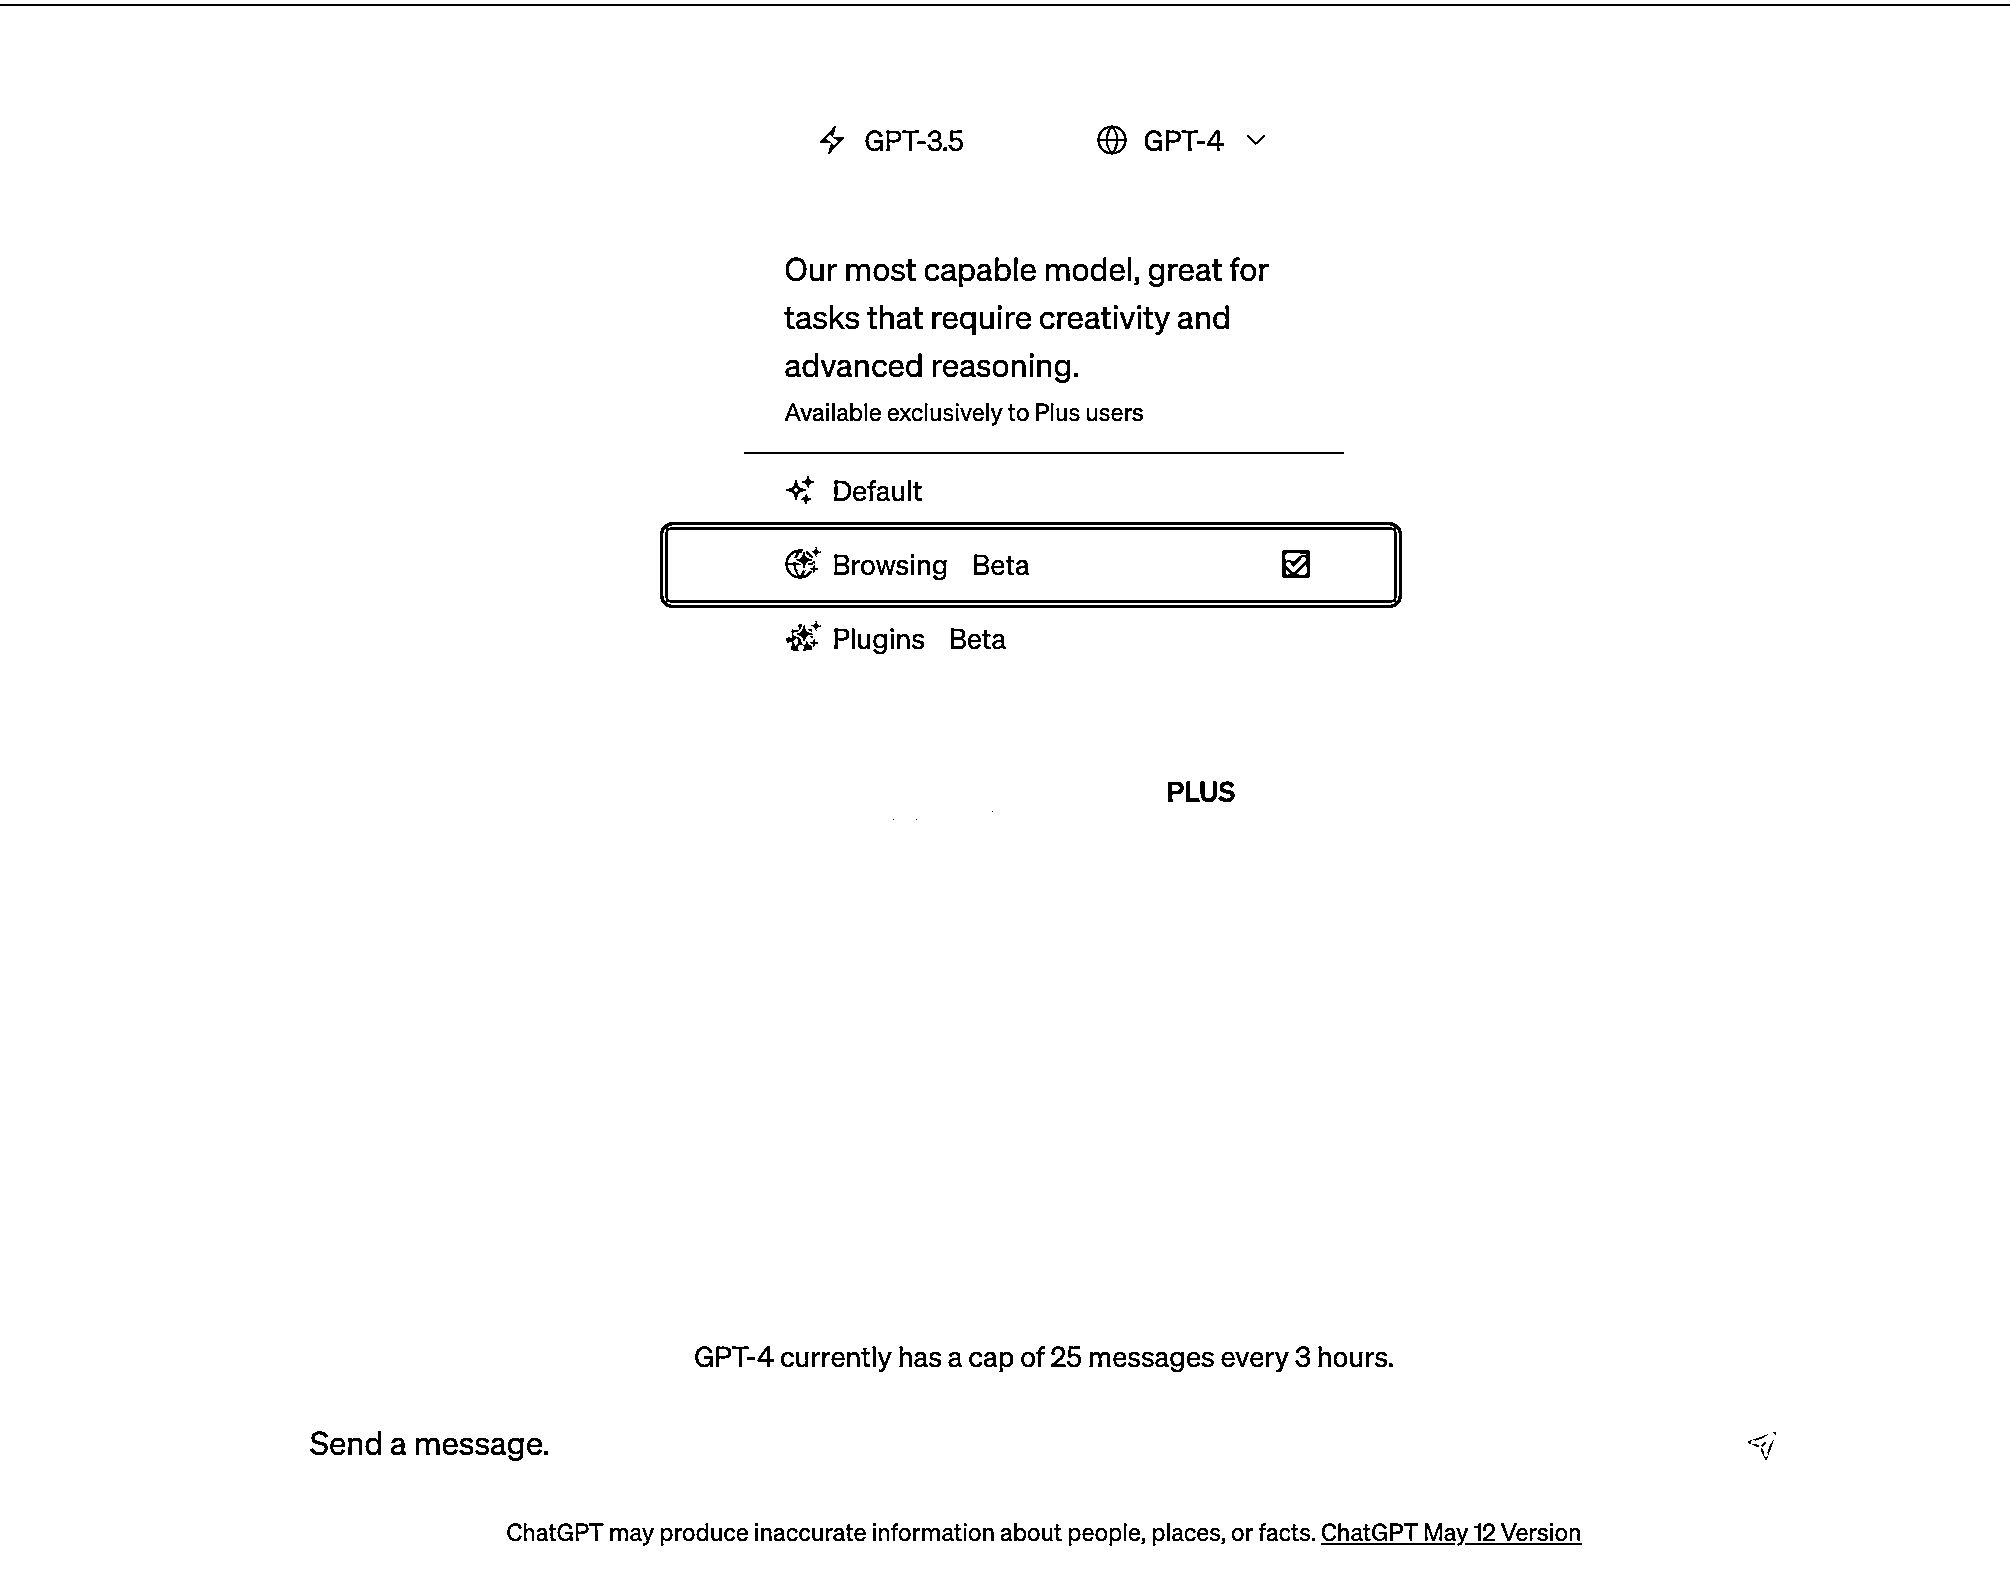 GPT-3.5 GPT-4
Our most capable model, great for
tasks that require creativity and
advanced reasoning.
Available exclusively to Plus users
Default
Browsing Beta
Plugins Beta
PLUS
GPT-4 currently has a cap of 25 messages every 3 hours.
Send a message.
ChatGPT may produce inaccurate information about people, places, or facts. ChatGPT May 12 Version